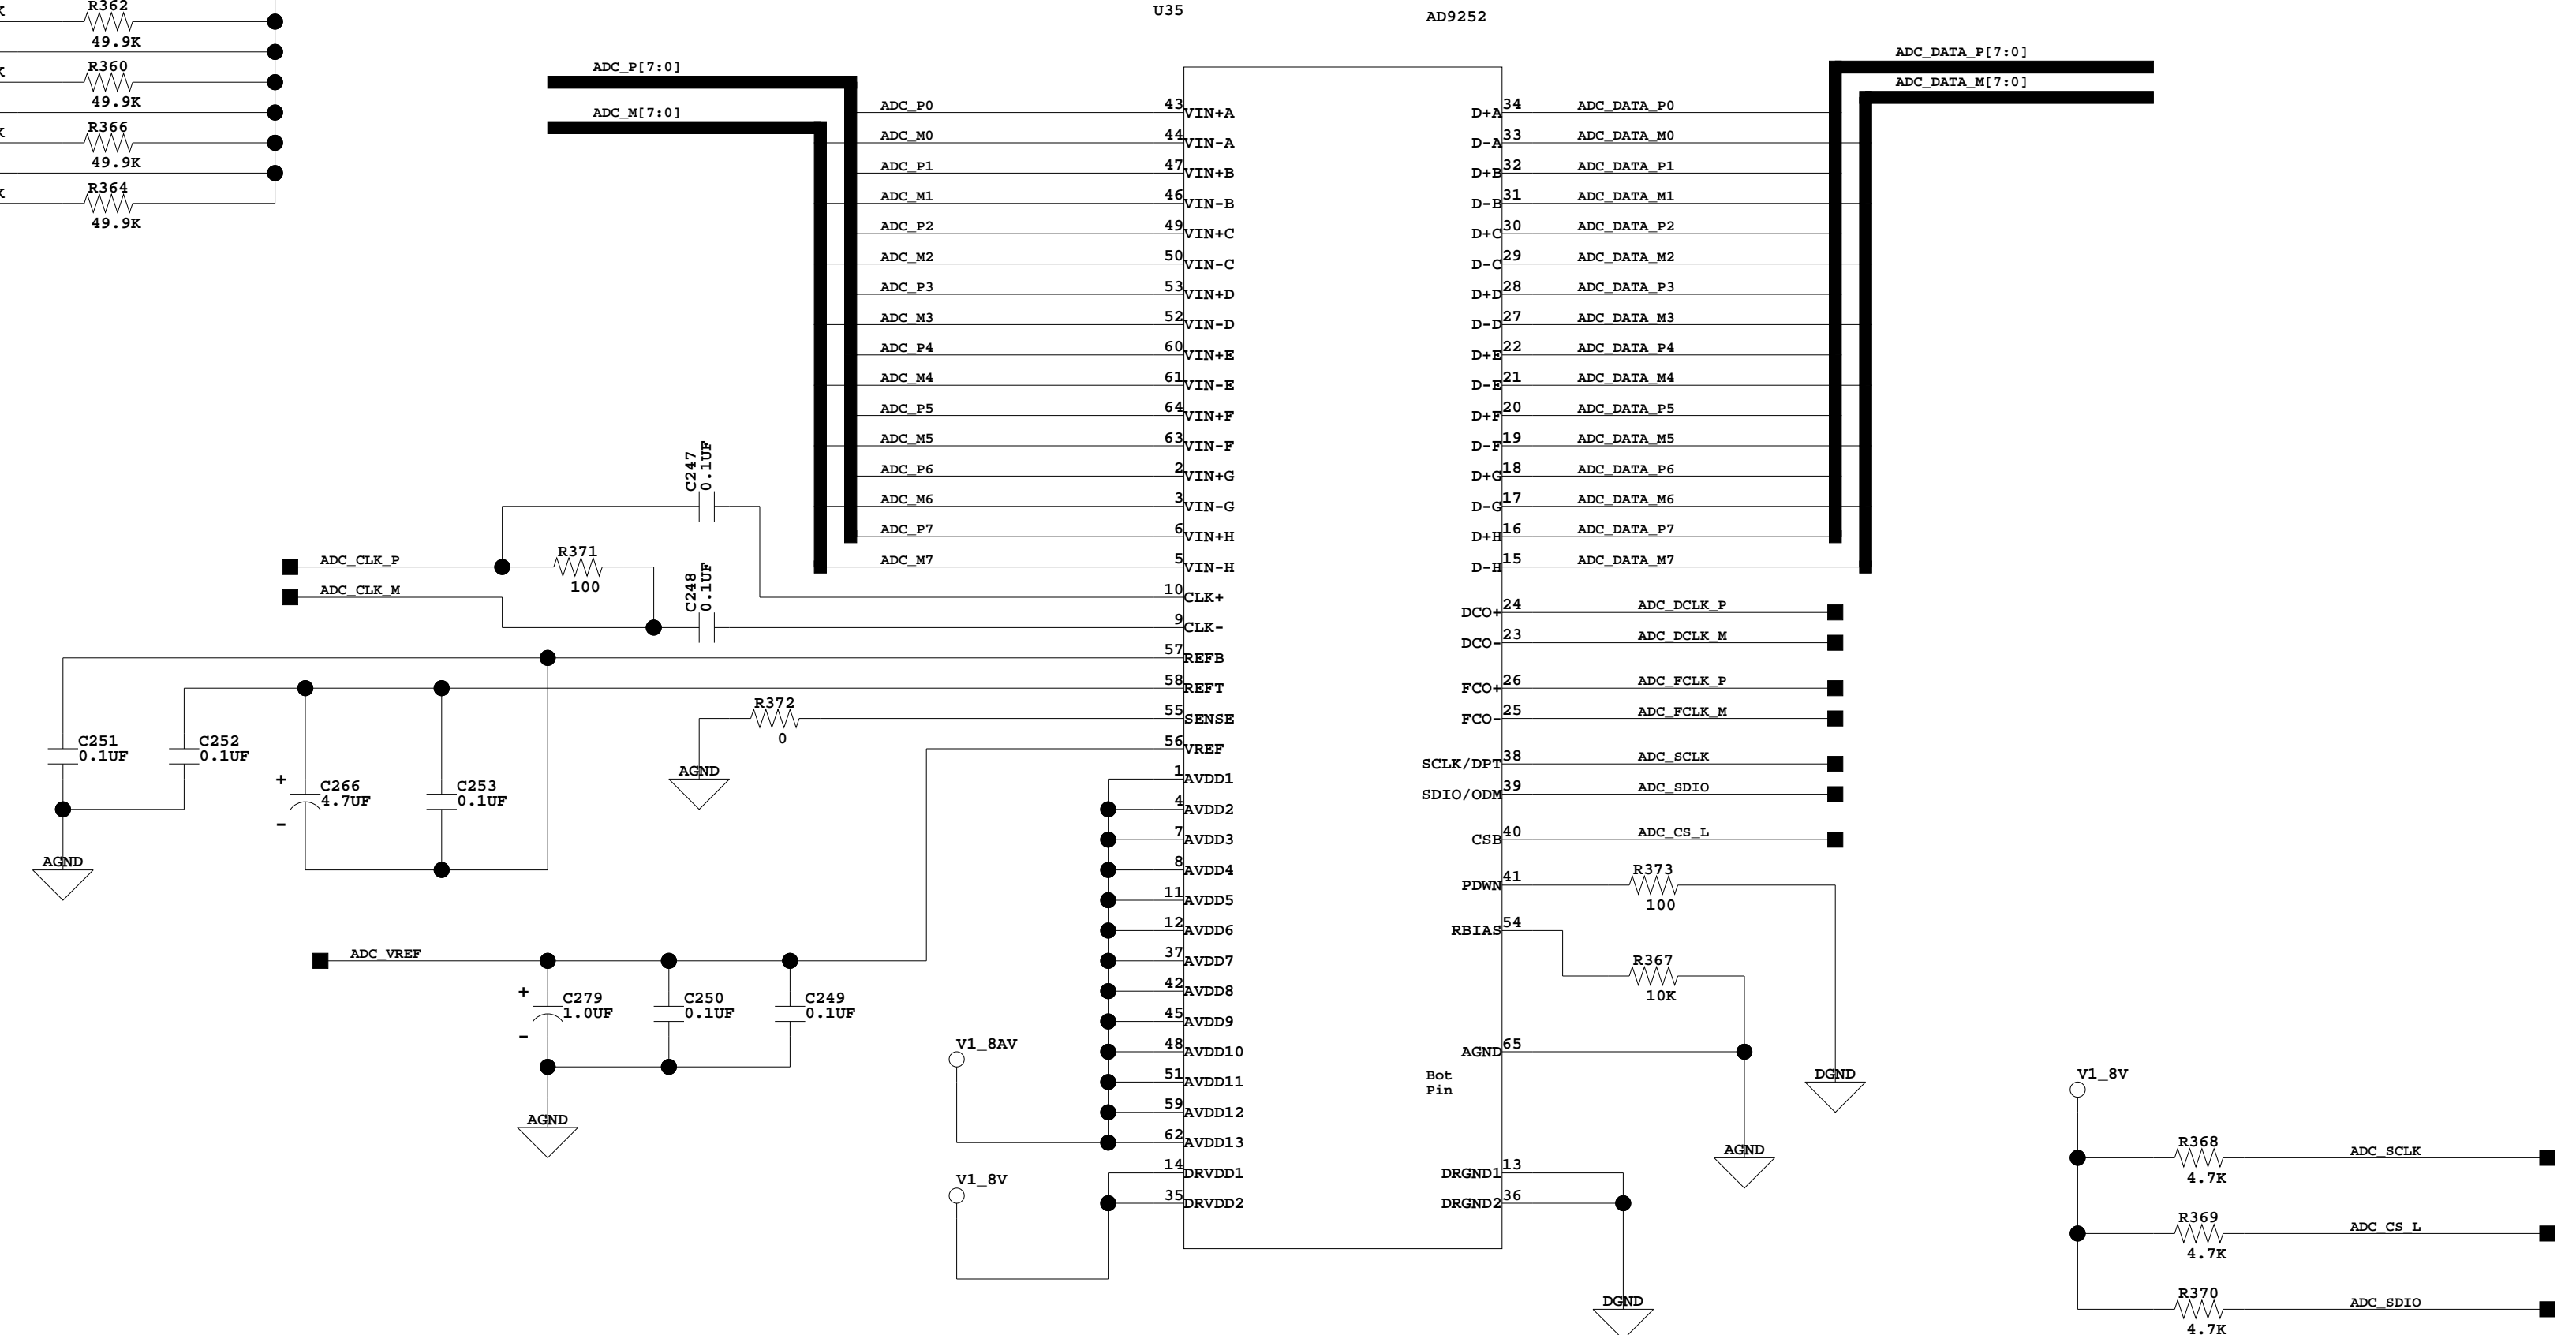 U35
AD9252
K
R362
49.9K
K
R360
49.9K
K
R366
49.9K
K
R364
49.9K
ADC_P[7:0]
ADC_M[7:0]
ADC_DATA_P[7:0]
ADC_DATA_M[7:0]
ADC_P0 43 VIN+A D+A 34 ADC_DATA_P0
ADC_M0 44 VIN-A D-A 33 ADC_DATA_M0
ADC_P1 47 VIN+B D+B 32 ADC_DATA_P1
ADC_M1 46 VIN-B D-B 31 ADC_DATA_M1
ADC_P2 49 VIN+C D+C 30 ADC_DATA_P2
ADC_M2 50 VIN-C D-C 29 ADC_DATA_M2
ADC_P3 53 VIN+D D+D 28 ADC_DATA_P3
ADC_M3 52 VIN-D D-D 27 ADC_DATA_M3
ADC_P4 60 VIN+E D+E 22 ADC_DATA_P4
ADC_M4 61 VIN-E D-E 21 ADC_DATA_M4
ADC_P5 64 VIN+F D+F 20 ADC_DATA_P5
ADC_M5 63 VIN-F D-F 19 ADC_DATA_M5
ADC_P6 2 VIN+G D+G 18 ADC_DATA_P6
ADC_M6 3 VIN-G D-G 17 ADC_DATA_M6
ADC_P7 6 VIN+H D+H 16 ADC_DATA_P7
ADC_M7 5 VIN-H D-H 15 ADC_DATA_M7
C247
0.1UF
ADC_CLK_P
R371
100
ADC_CLK_M
C248
0.1UF
10 CLK+
9 CLK-
57 REFB
58 REFT
R372
0
55 SENSE
AGND
56 VREF
C251
0.1UF
C252
0.1UF
+
C266
4.7UF
-
C253
0.1UF
AGND
ADC_VREF
+
C279
1.0UF
-
C250
0.1UF
C249
0.1UF
AGND
1 AVDD1
4 AVDD2
7 AVDD3
8 AVDD4
11 AVDD5
12 AVDD6
37 AVDD7
42 AVDD8
45 AVDD9
48 AVDD10
51 AVDD11
59 AVDD12
62 AVDD13
V1_8AV
14 DRVDD1
35 DRVDD2
V1_8V
DCO+ 24 ADC_DCLK_P
DCO- 23 ADC_DCLK_M
FCO+ 26 ADC_FCLK_P
FCO- 25 ADC_FCLK_M
SCLK/DPT 38 ADC_SCLK
SDIO/ODM 39 ADC_SDIO
CSB 40 ADC_CS_L
PDWN 41 R373
100
RBIAS 54
R367
10K
AGND 65
Bot
Pin
DGND
AGND
DRGND1 13
DRGND2 36
DGND
V1_8V
R368 ADC_SCLK
4.7K
R369 ADC_CS_L
4.7K
R370 ADC_SDIO
4.7K